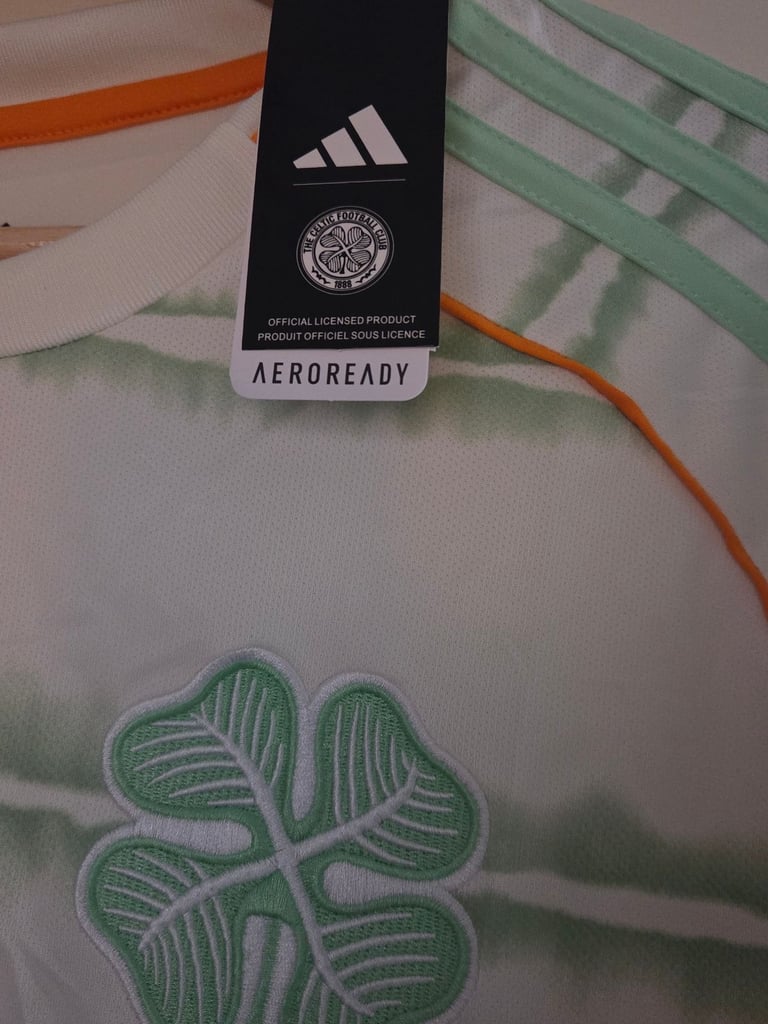 THE CELTIC FOOTBALL CLUB
1888
OFFICIAL LICENSED PRODUCT
PRODUIT OFFICIEL SOUS LICENCE
AEROREADY